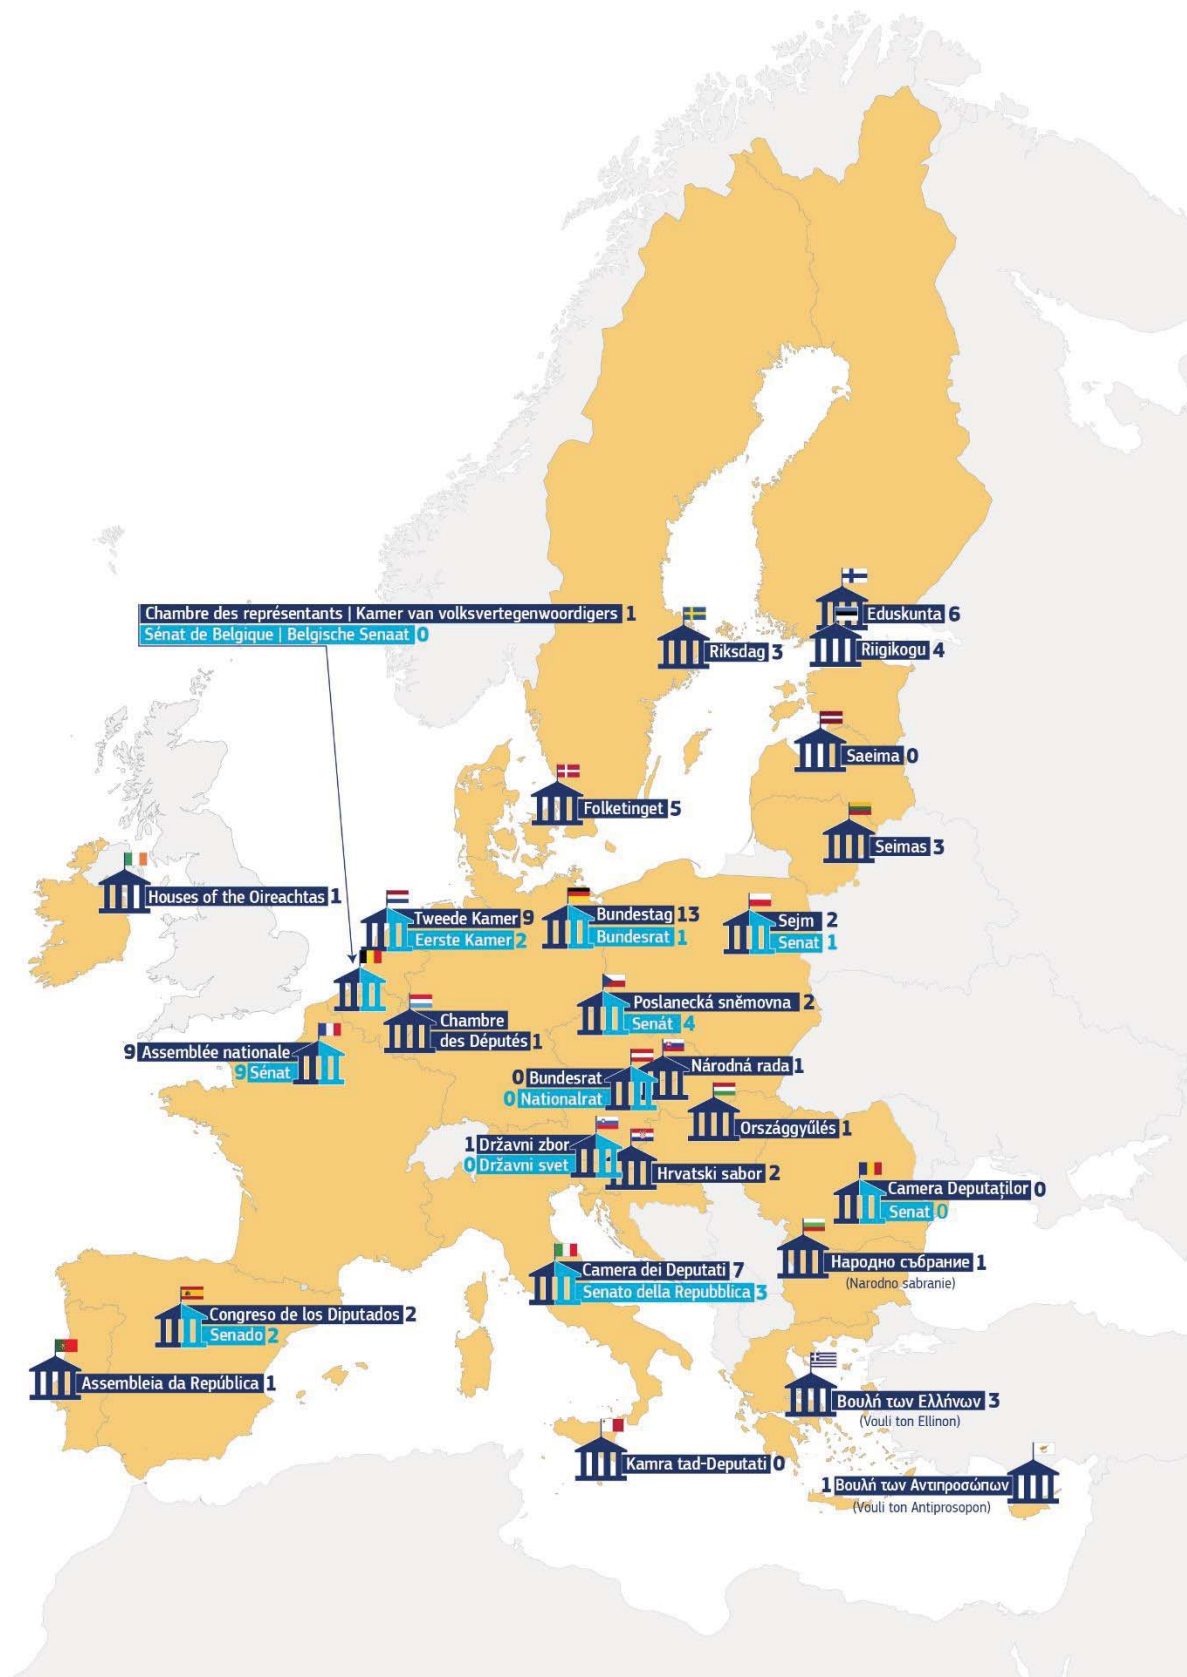 Chambre des représentants | Kamer van volksvertegenwoordigers 1
Sénat de Belgique | Belgische Senaat 0
Eduskunta 6
Riksdag 3
Riigikogu 4
Saeima 0
Folketinget 5
Seimas 3
Houses of the Oireachtas 1
Tweede Kamer 9
Eerste Kamer 2
Bundestag 13
Bundesrat 1
Sejm 2
Senat 1
Poslanecká sněmovna 2
Senát 4
Chambre
des Députés 1
9 Assemblée nationale
9 Sénat
0 Bundesrat
0 Nationalrat
Národná rada 1
Országgyűlés 1
1 Državni zbor
0 Državni svet
Hrvatski sabor 2
Camera Deputaților 0
Senat 0
Народно събрание 1
(Narodno sabranie)
Camera dei Deputati 7
Senato della Repubblica 3
Congreso de los Diputados 2
Senado 2
Assembleia da República 1
Βουλή των Ελλήνων 3
(Vouli ton Ellinon)
Kamra tad-Deputati 0
1 Βουλή των Αντιπροσώπων
(Vouli ton Antiprosopon)